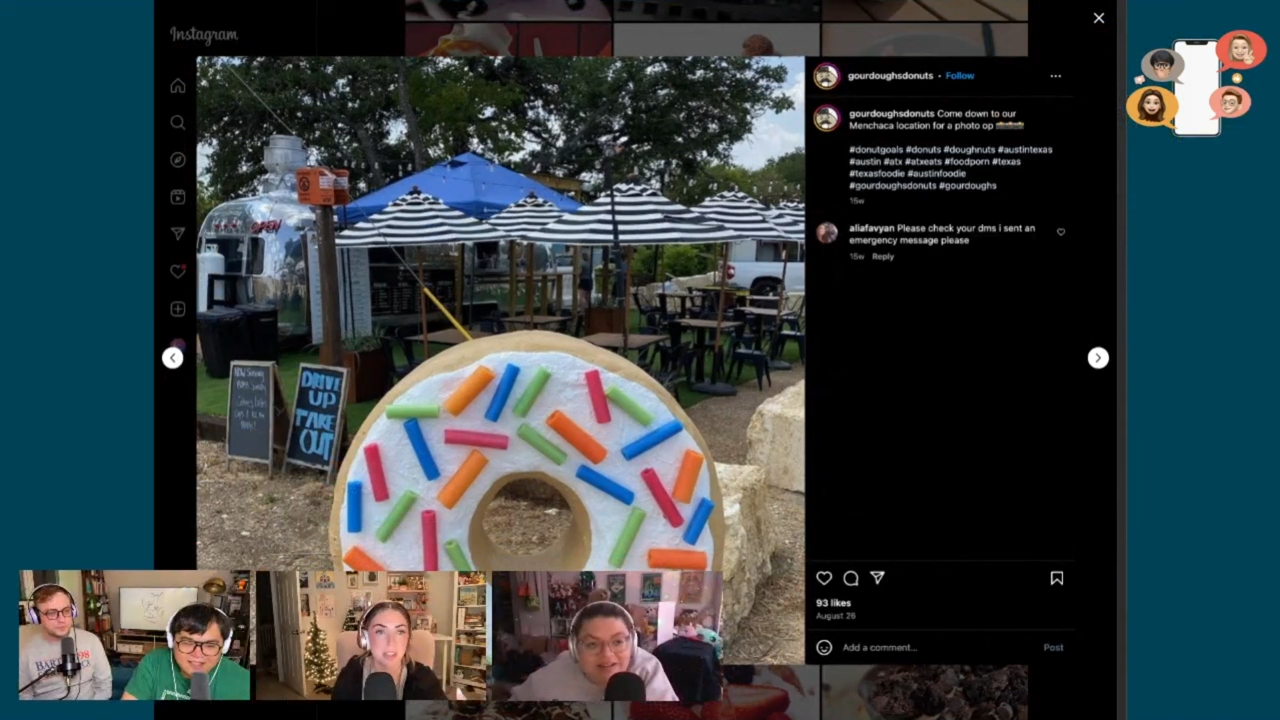 Instagram
gourdoughsdonuts • Follow
gourdoughsdonuts Come down to our
Menchaca location for a photo op
#donutgoals #donuts #doughnuts #austintexas
#austin #atx #atxeats #foodporn #texas
#texasfoodie #austinfoodie
#gourdoughsdonuts #gourdoughs
15w
aliafavyan Please check your dms i sent an
emergency message please
15w Reply
OPEN
DRIVE
UP
TAKE
OUT
93 likes
August 26
Add a comment...
Post